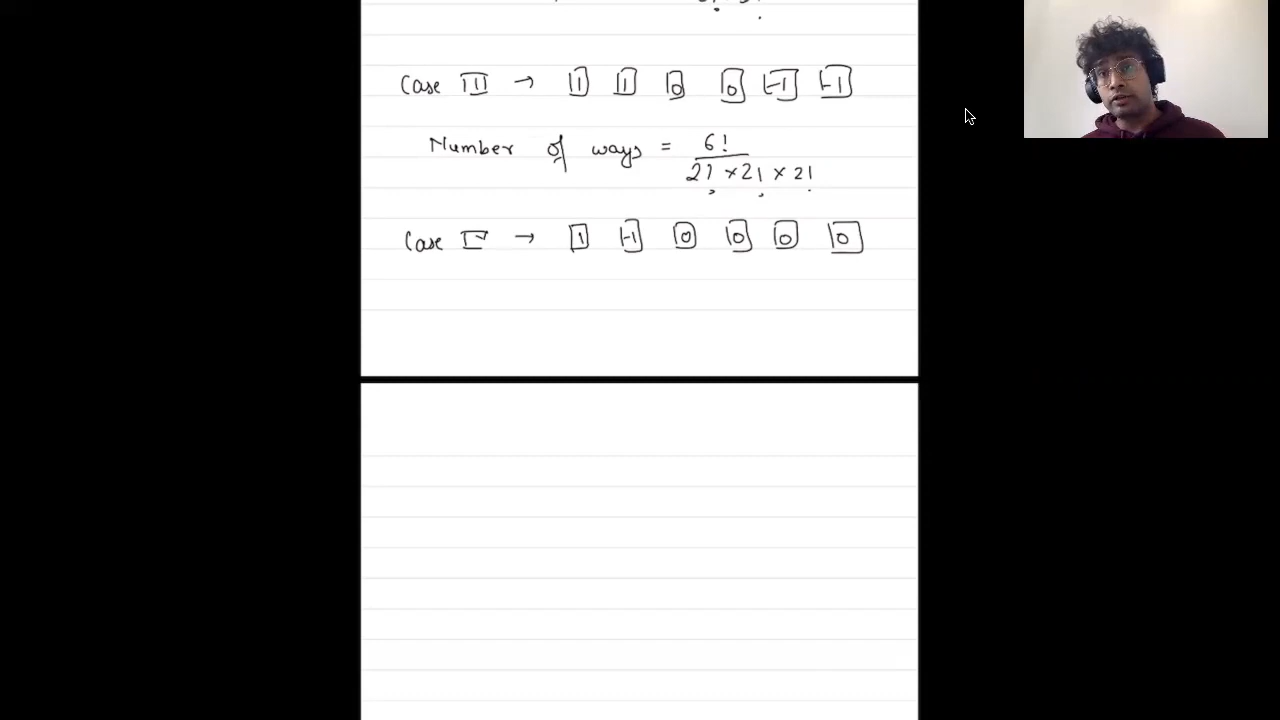 Case III → 1 1 0 0 -1 -1
Number of ways = 6!
2! × 2! × 2!
Case IV → 1 -1 0 0 0 0